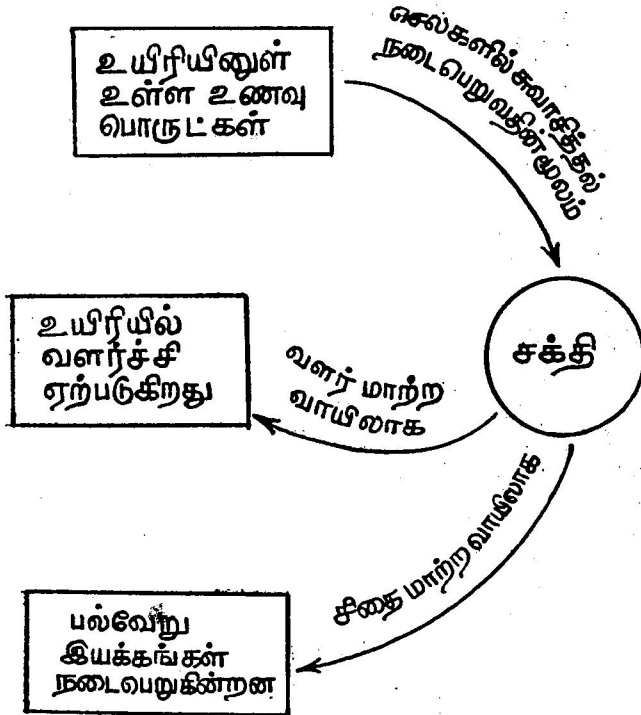 உயிரியினுள்
உள்ள உணவு
பொருட்கள்
செல்களில் சுவாசித்தல்
நடைபெறுவதின் மூலம்
சக்தி
உயிரியில்
வளர்ச்சி
ஏற்படுகிறது
வளர் மாற்ற
வாயிலாக
சிதை மாற்ற வாயிலாக
பல்வேறு
இயக்கங்கள்
நடைபெறுகின்றன